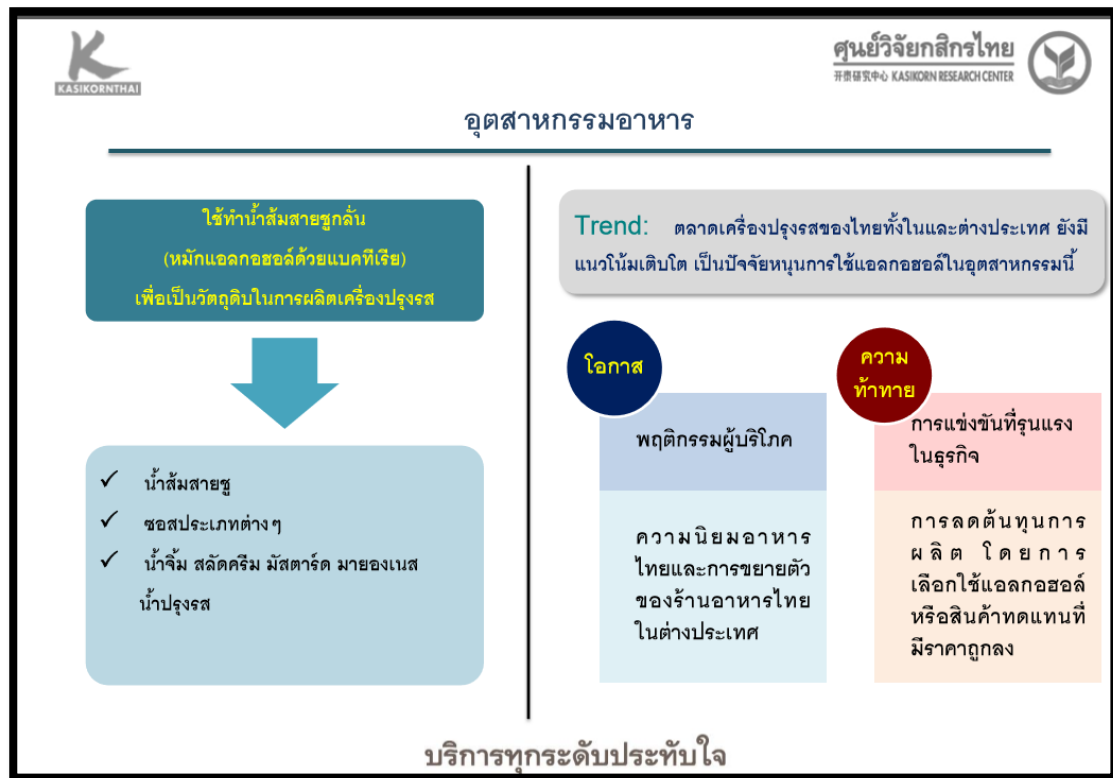 KASIKORNTHAI
ศูนย์วิจัยกสิกรไทย
开泰研究中心 KASIKORN RESEARCH CENTER
อุตสาหกรรมอาหาร
ใช้ทำน้ำส้มสายชูกลั่น
(หมักแอลกอฮอล์ด้วยแบคทีเรีย)
เพื่อเป็นวัตถุดิบในการผลิตเครื่องปรุงรส
✓ น้ำส้มสายชู
✓ ซอสประเภทต่างๆ
✓ น้ำจิ้ม สลัดครีม มัสตาร์ด มายองเนส
น้ำปรุงรส
Trend: ตลาดเครื่องปรุงรสของไทยทั้งในและต่างประเทศ ยังมี
แนวโน้มเติบโต เป็นปัจจัยหนุนการใช้แอลกอฮอล์ในอุตสาหกรรมนี้
โอกาส
พฤติกรรมผู้บริโภค
ความนิยมอาหาร
ไทยและการขยายตัว
ของร้านอาหารไทย
ในต่างประเทศ
ความ
ท้าทาย
การแข่งขันที่รุนแรง
ในธุรกิจ
การลดต้นทุนการ
ผลิต โดยการ
เลือกใช้แอลกอฮอล์
หรือสินค้าทดแทนที่
มีราคาถูกลง
บริการทุกระดับประทับใจ